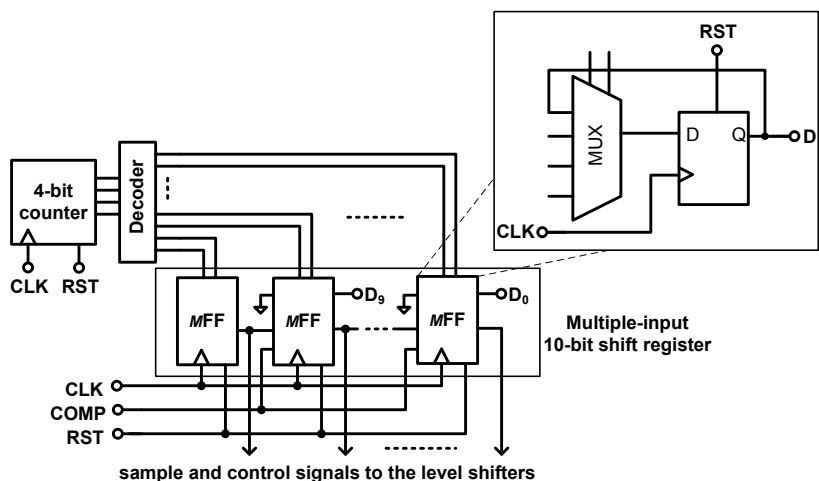 RST
MUX
D
Q
D
CLK
4-bit
counter
Decoder
CLK
RST
D9
D0
mFF
mFF
mFF
Multiple-input
10-bit shift register
CLK
COMP
RST
sample and control signals to the level shifters